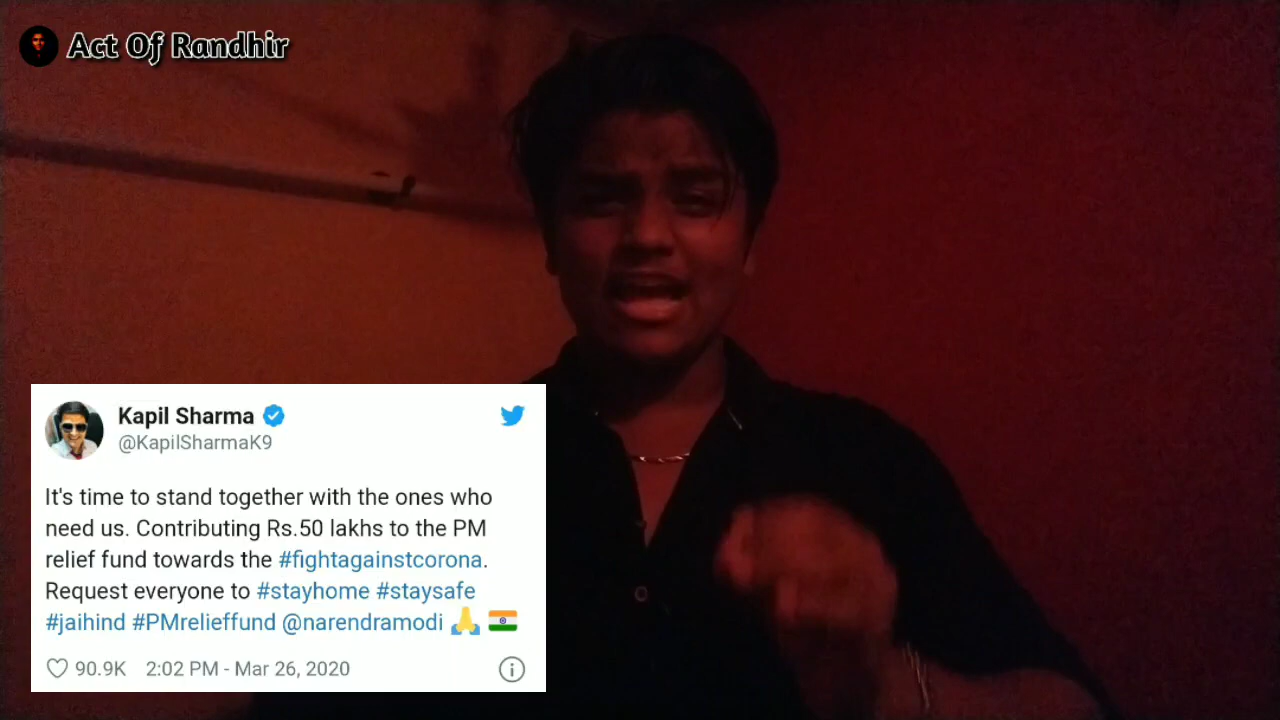 Act Of Randhir
Kapil Sharma
@KapilSharmaK9
It's time to stand together with the ones who
need us. Contributing Rs.50 lakhs to the PM
relief fund towards the #fightagainstcorona.
Request everyone to #stayhome #staysafe
#jaihind #PMrelieffund @narendramodi 🙏 🇮🇳
90.9K 2:02 PM - Mar 26, 2020